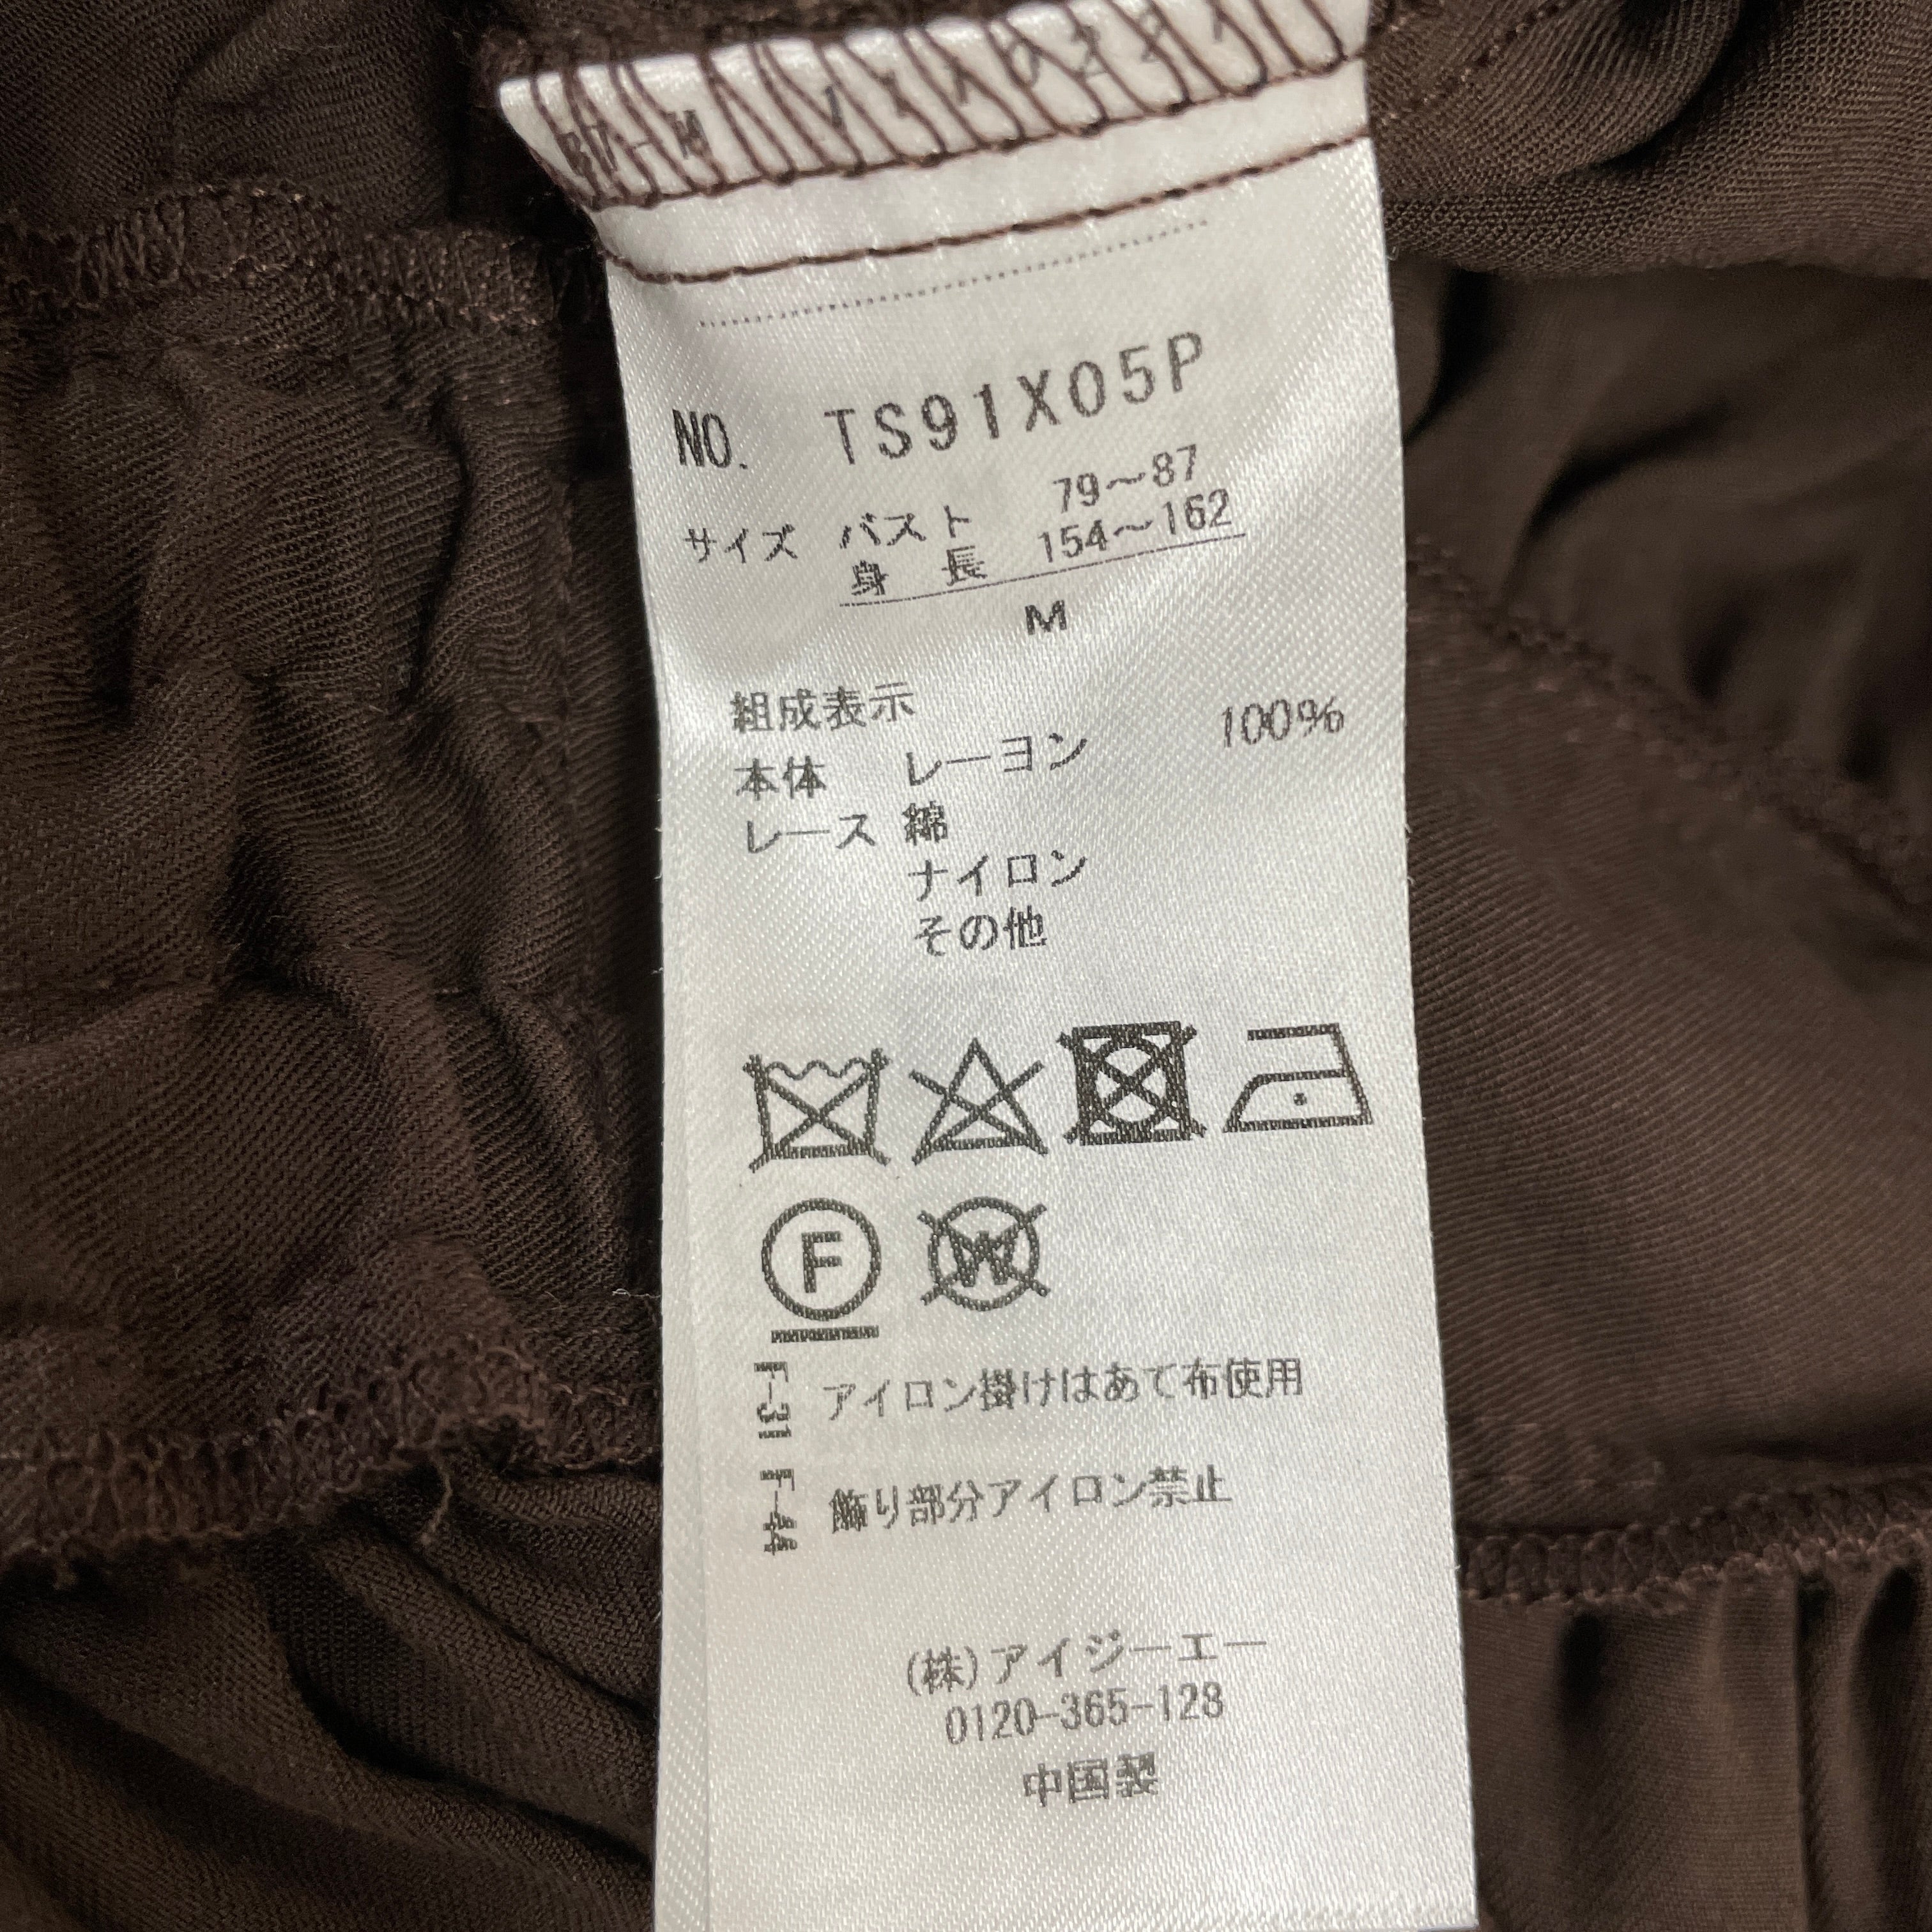 NO. TS91X05P
サイズ バスト 79〜87
身長 154〜162
M
組成表示
本体 レーヨン 100%
レース 綿
ナイロン
その他
F
W
F-31 アイロン掛けはあて布使用
F-44 飾り部分アイロン禁止
(株)アイジーエー
0120-365-128
中国製